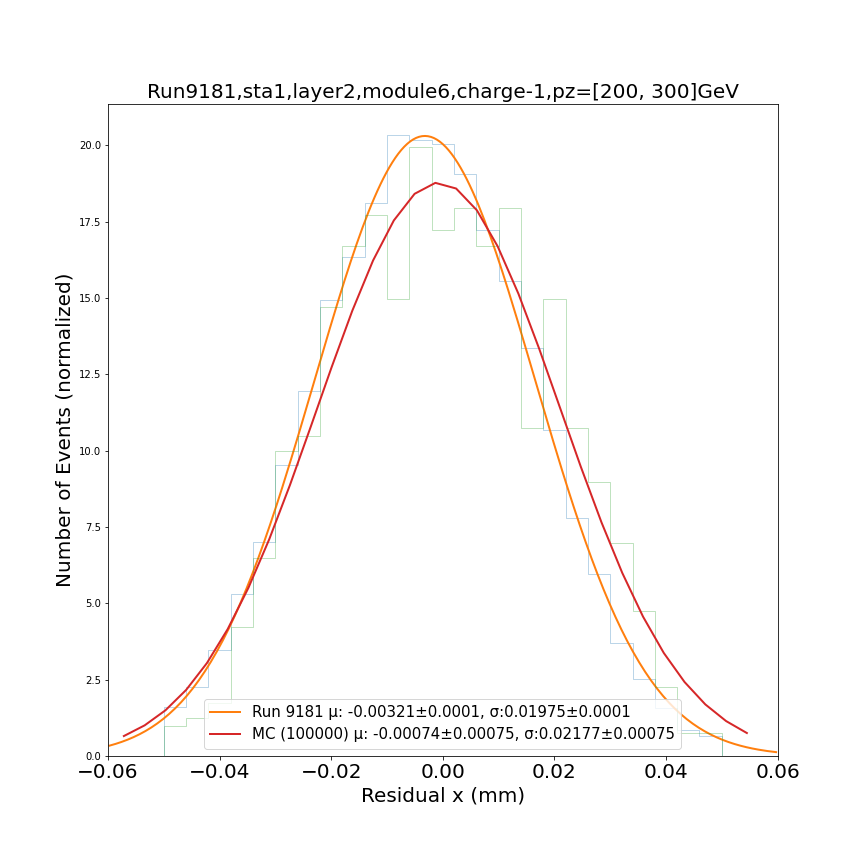 Run9181,sta1,layer2,module6,charge-1,pz=[200, 300]GeV
Number of Events (normalized)
20.0
17.5
15.0
12.5
10.0
7.5
5.0
2.5
0.0
Run 9181 μ: -0.00321±0.0001, σ:0.01975±0.0001
MC (100000) μ: -0.00074±0.00075, σ:0.02177±0.00075
−0.06 −0.04 −0.02 0.00 0.02 0.04 0.06
Residual x (mm)